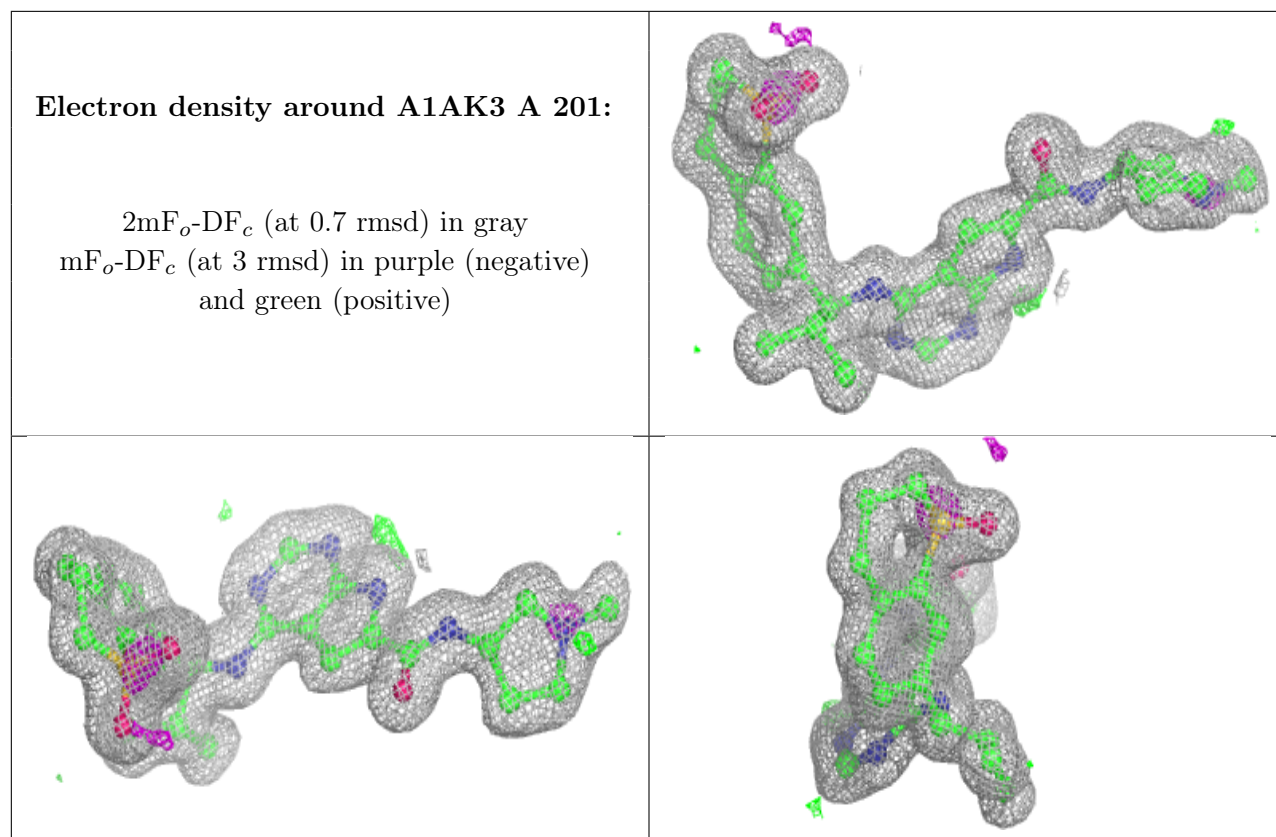 Electron density around A1AK3 A 201:
2mFₒ-DF𝒸 (at 0.7 rmsd) in gray
mFₒ-DF𝒸 (at 3 rmsd) in purple (negative)
and green (positive)